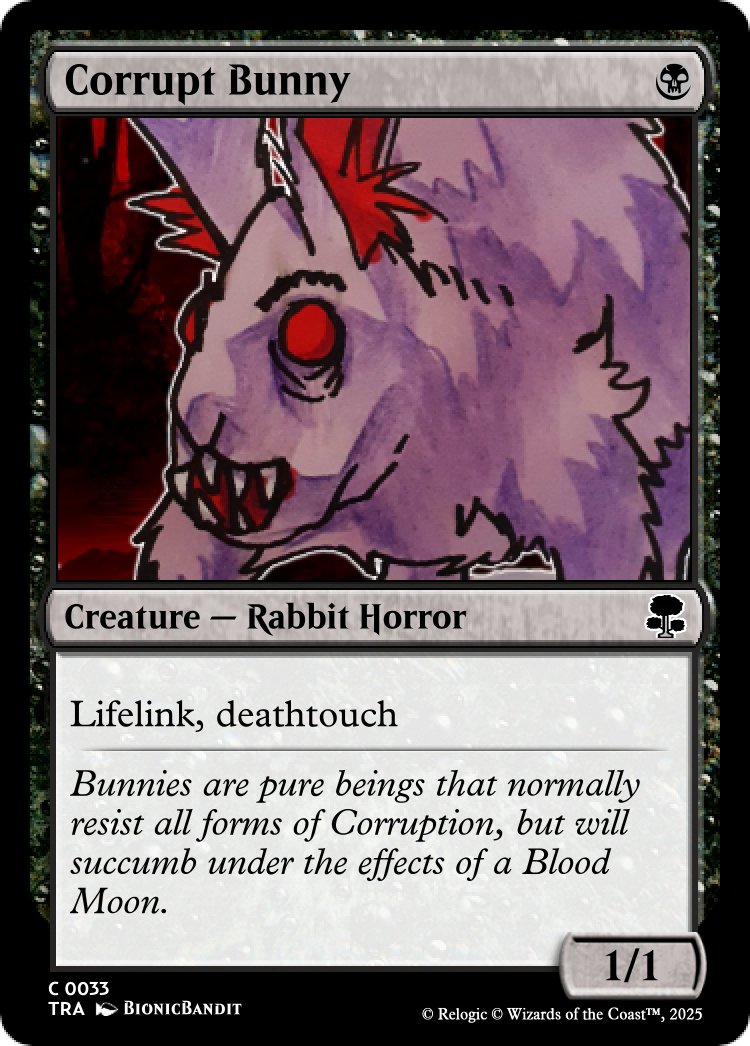 Corrupt Bunny
Creature — Rabbit Horror
Lifelink, deathtouch
Bunnies are pure beings that normally
resist all forms of Corruption, but will
succumb under the effects of a Blood
Moon.
1/1
C 0033
TRA BionicBandit
© Relogic © Wizards of the Coast™, 2025